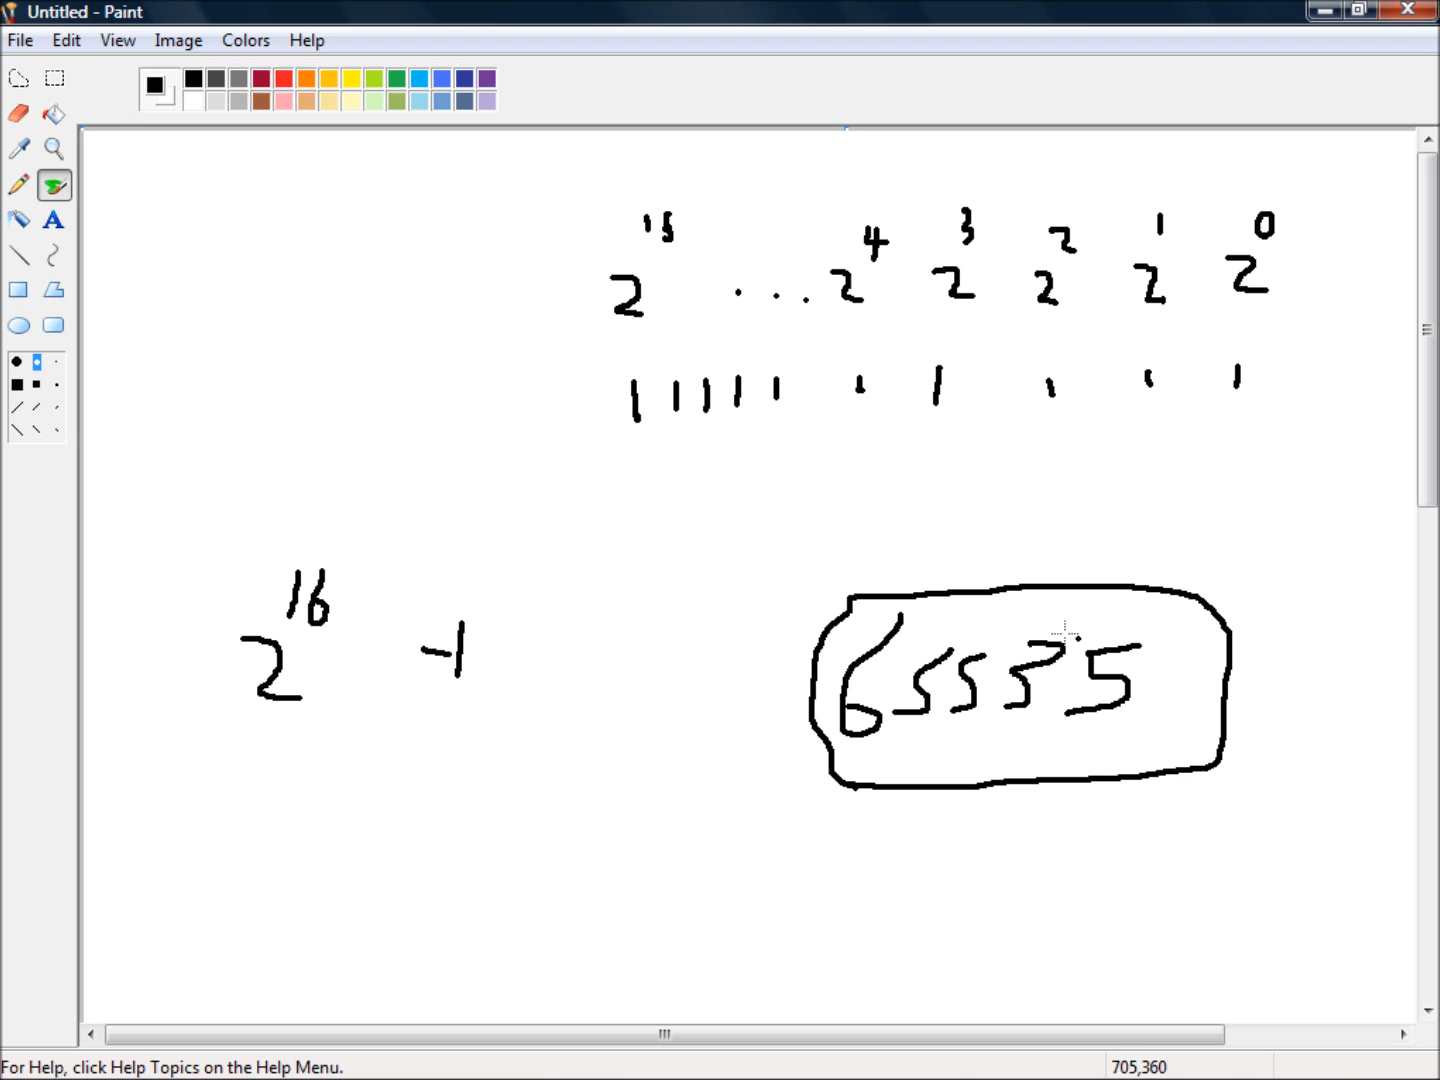 Untitled - Paint
File Edit View Image Colors Help
2^15 ... 2^4 2^3 2^2 2^1 2^0
1 1 1 1 1 1 1 1 1 1
2^16 -1
65535
For Help, click Help Topics on the Help Menu.
705,360